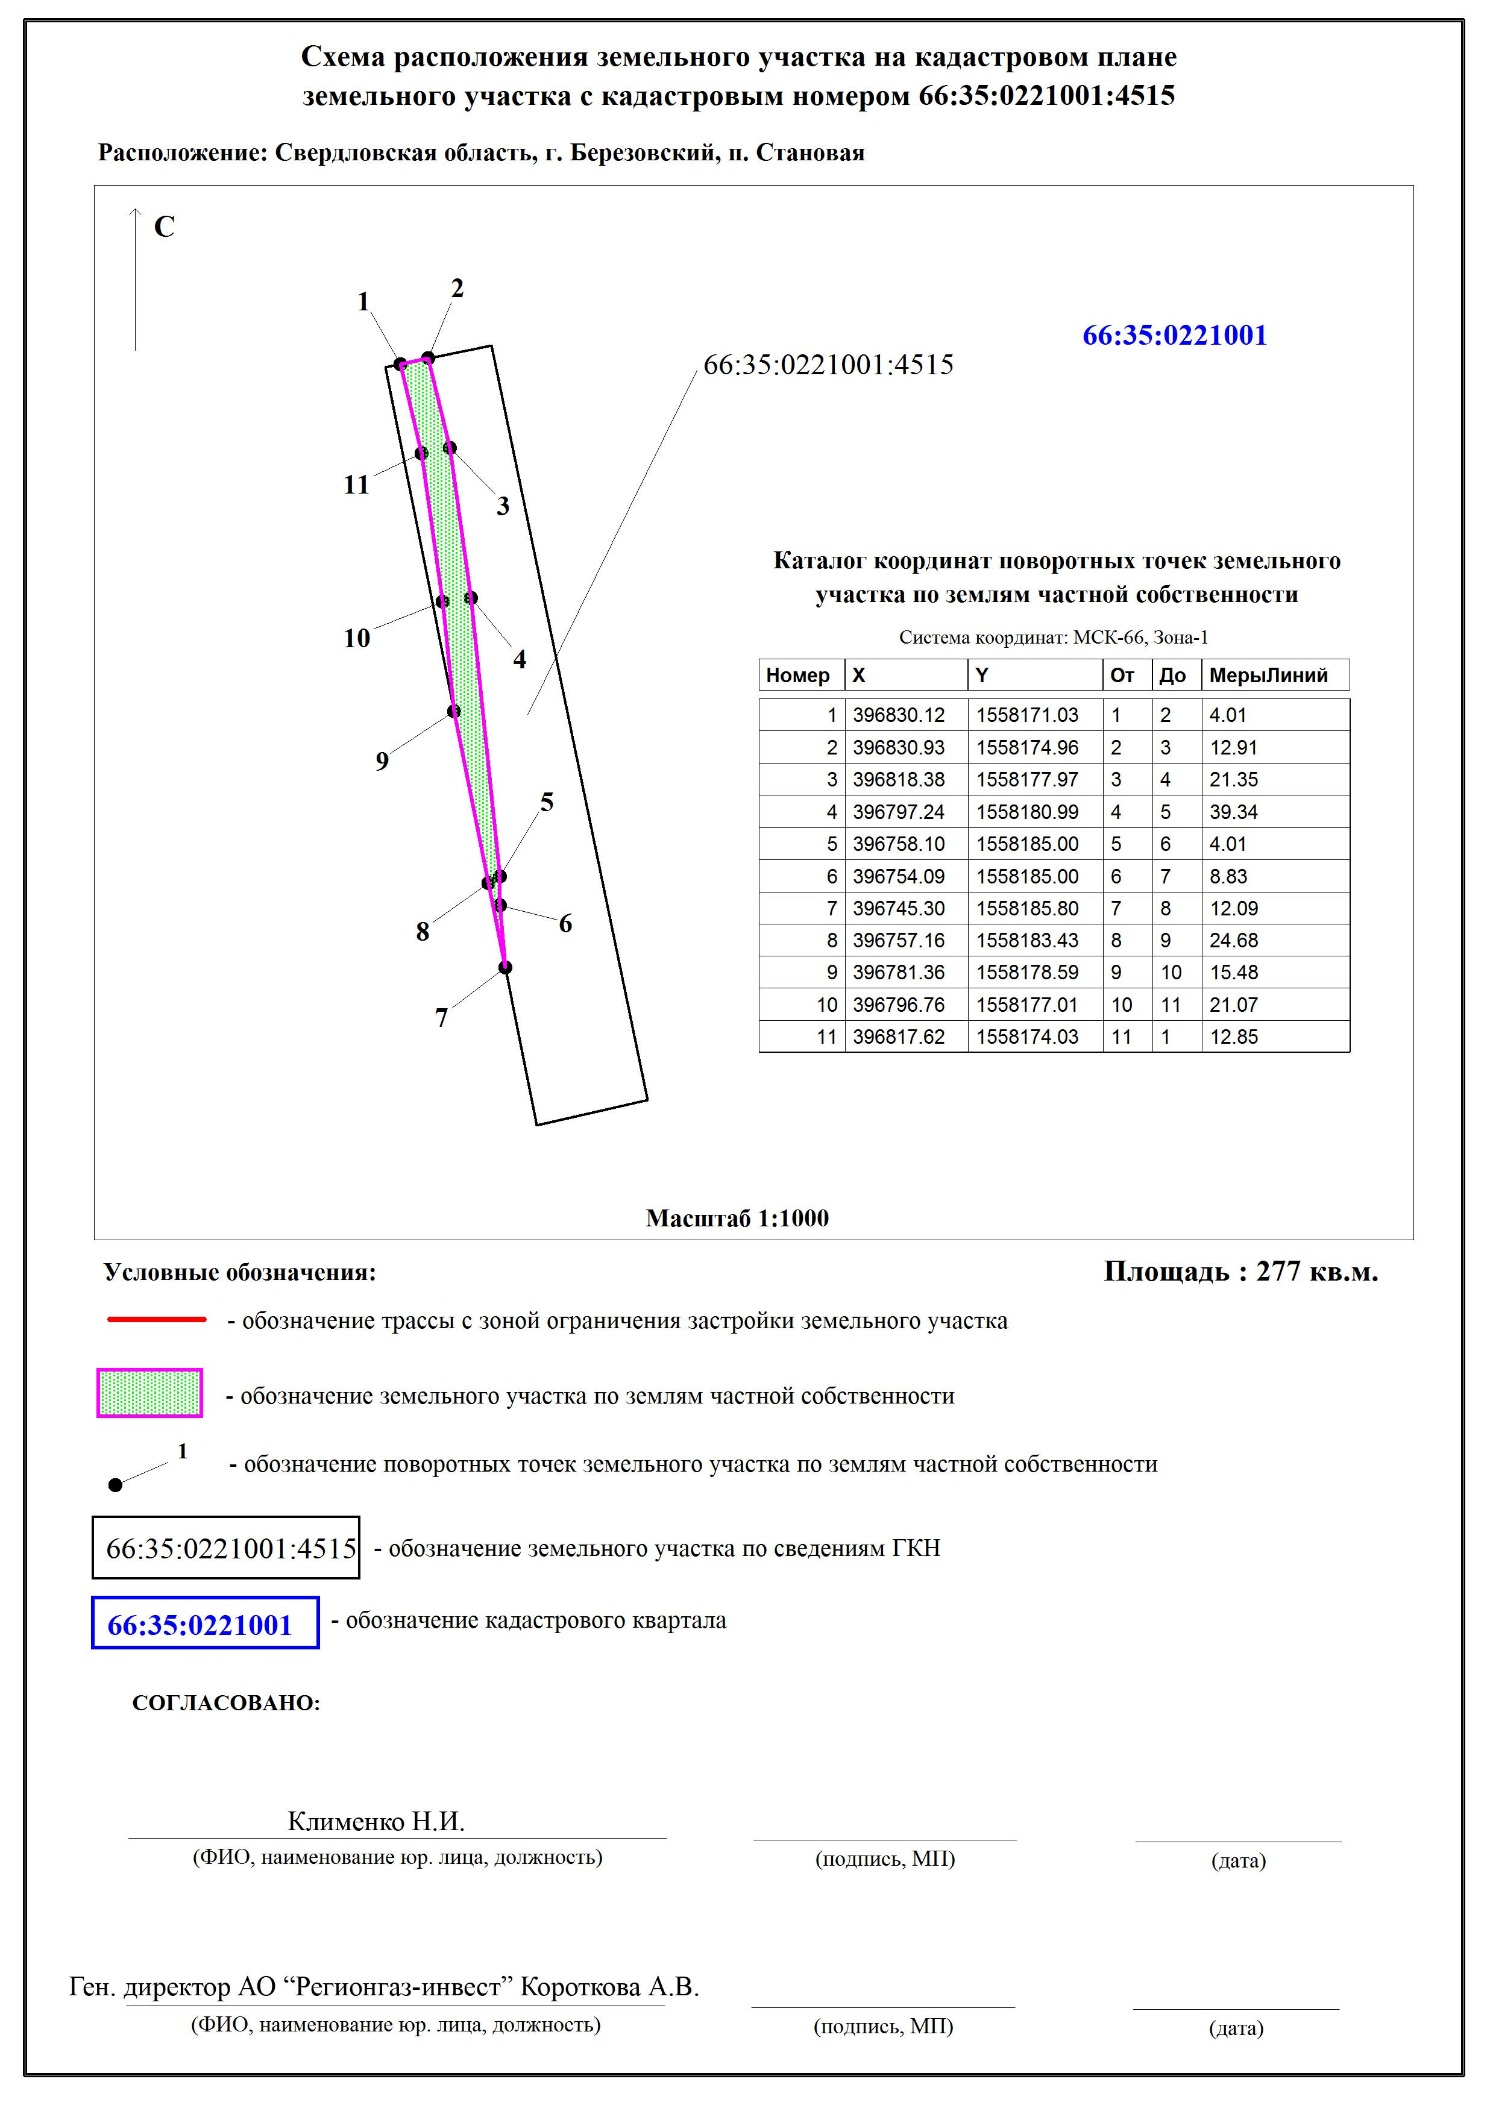 Схема расположения земельного участка на кадастровом плане
земельного участка с кадастровым номером 66:35:0221001:4515
Расположение: Свердловская область, г. Березовский, п. Становая
С
1
2
66:35:0221001
66:35:0221001:4515
11
3
10
4
9
5
8
6
7
Каталог координат поворотных точек земельного
участка по землям частной собственности
Система координат: МСК-66, Зона-1
Номер X Y От До МерыЛиний
1 396830.12 1558171.03 1 2 4.01
2 396830.93 1558174.96 2 3 12.91
3 396818.38 1558177.97 3 4 21.35
4 396797.24 1558180.99 4 5 39.34
5 396758.10 1558185.00 5 6 4.01
6 396754.09 1558185.00 6 7 8.83
7 396745.30 1558185.80 7 8 12.09
8 396757.16 1558183.43 8 9 24.68
9 396781.36 1558178.59 9 10 15.48
10 396796.76 1558177.01 10 11 21.07
11 396817.62 1558174.03 11 1 12.85
Масштаб 1:1000
Условные обозначения:
Площадь : 277 кв.м.
- обозначение трассы с зоной ограничения застройки земельного участка
- обозначение земельного участка по землям частной собственности
1
- обозначение поворотных точек земельного участка по землям частной собственности
66:35:0221001:4515 - обозначение земельного участка по сведениям ГКН
66:35:0221001 - обозначение кадастрового квартала
СОГЛАСОВАНО:
Клименко Н.И.
(ФИО, наименование юр. лица, должность) (подпись, МП) (дата)
Ген. директор АО “Регионгаз-инвест” Короткова А.В.
(ФИО, наименование юр. лица, должность) (подпись, МП) (дата)